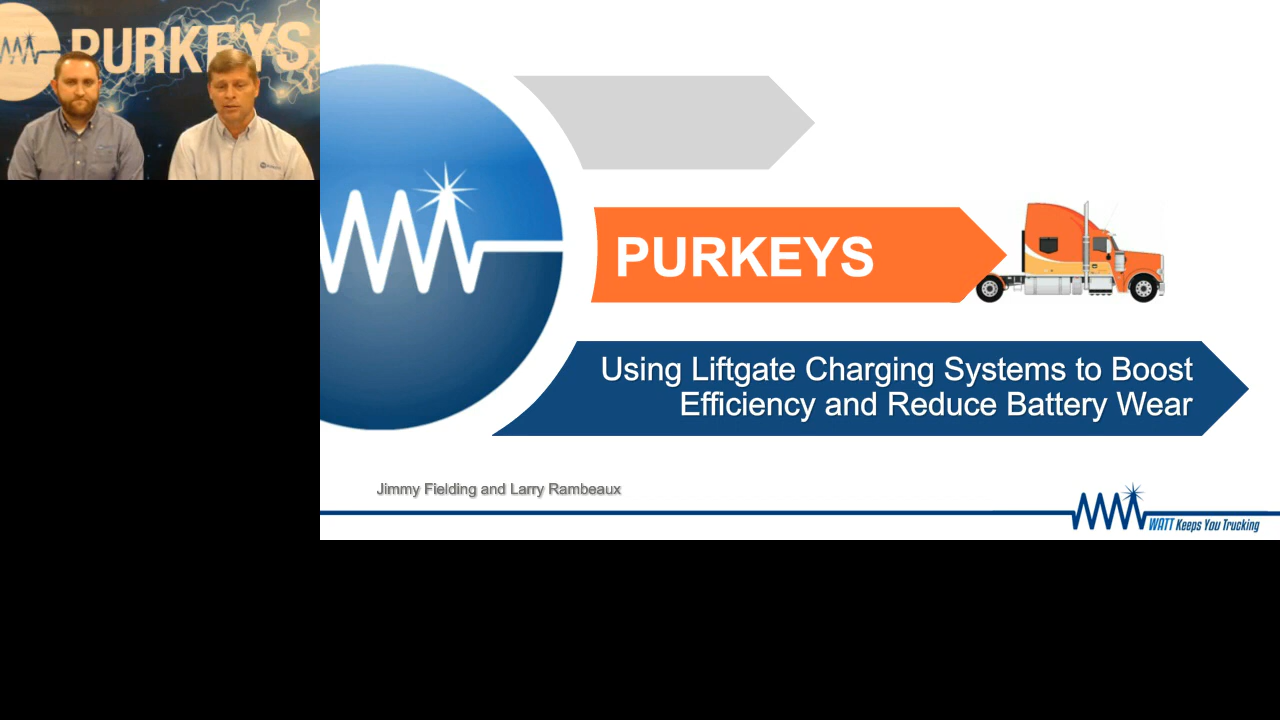 PURKEYS
PURKEYS
Using Liftgate Charging Systems to Boost
Efficiency and Reduce Battery Wear
Jimmy Fielding and Larry Rambeaux
WATT Keeps You Trucking